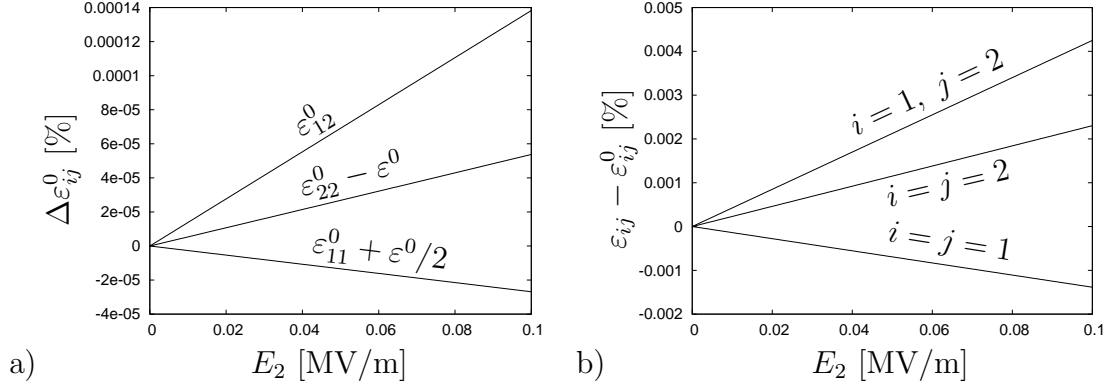 0.00014
0.00012
0.0001
8e-05
6e-05
4e-05
2e-05
0
-2e-05
-4e-05
0
0.02
0.04
0.06
0.08
0.1
Δε⁰ᵢⱼ [%]
ε⁰₁₂
ε⁰₂₂ − ε⁰
ε⁰₁₁ + ε⁰/2
E₂ [MV/m]
a)
0.005
0.004
0.003
0.002
0.001
0
-0.001
-0.002
0
0.02
0.04
0.06
0.08
0.1
εᵢⱼ − ε⁰ᵢⱼ [%]
i = 1, j = 2
i = j = 2
i = j = 1
E₂ [MV/m]
b)